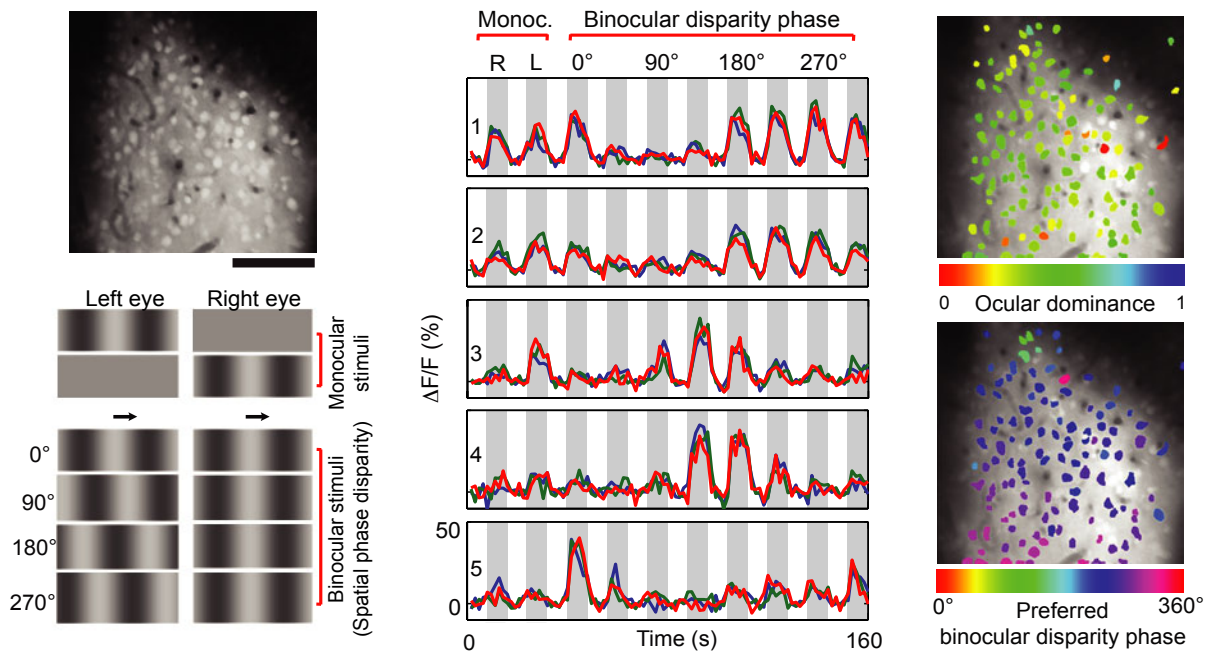 Left eye
Right eye
Monocular
stimuli
0°
90°
180°
270°
Binocular stimuli
(Spatial phase disparity)
Monoc.
Binocular disparity phase
R
L
0°
90°
180°
270°
1
2
3
4
5
ΔF/F (%)
50
0
0
Time (s)
160
0
Ocular dominance
1
0°
Preferred
360°
binocular disparity phase